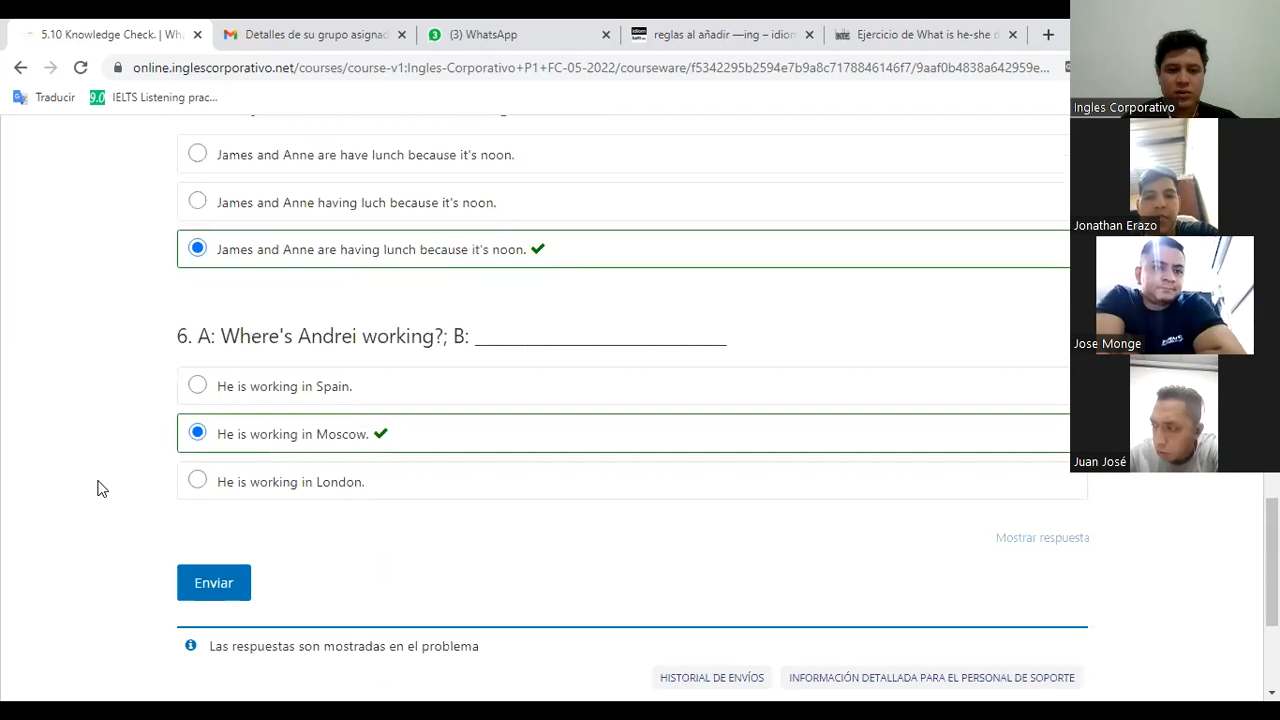 5.10 Knowledge Check. | Wha
Detalles de su grupo asignad
(3) WhatsApp
reglas al añadir —ing – idiom
Ejercicio de What is he-she d
online.inglescorporativo.net/courses/course-v1:Ingles-Corporativo+P1+FC-05-2022/courseware/f5342295b2594e7b9a8c7178846146f7/9aaf0b4838a642959e...
Traducir
9.0 IELTS Listening prac...
James and Anne are have lunch because it's noon.
James and Anne having luch because it's noon.
James and Anne are having lunch because it's noon.
6. A: Where's Andrei working?; B: ________________________
He is working in Spain.
He is working in Moscow.
He is working in London.
Mostrar respuesta
Enviar
Las respuestas son mostradas en el problema
HISTORIAL DE ENVÍOS
INFORMACIÓN DETALLADA PARA EL PERSONAL DE SOPORTE
Ingles Corporativo
Jonathan Erazo
Jose Monge
Juan José